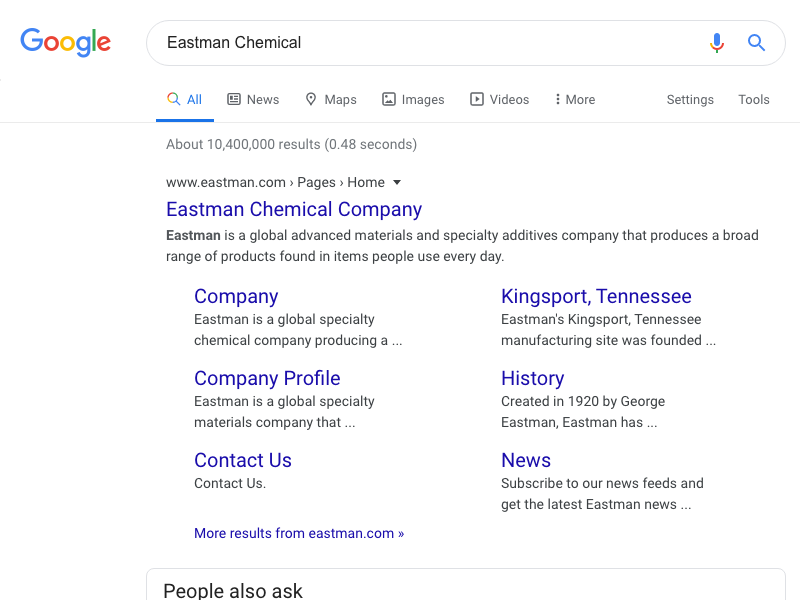 Google
Eastman Chemical
All News Maps Images Videos More Settings Tools
About 10,400,000 results (0.48 seconds)
www.eastman.com › Pages › Home
Eastman Chemical Company
Eastman is a global advanced materials and specialty additives company that produces a broad
range of products found in items people use every day.
Company
Eastman is a global specialty
chemical company producing a ...
Kingsport, Tennessee
Eastman's Kingsport, Tennessee
manufacturing site was founded ...
Company Profile
Eastman is a global specialty
materials company that ...
History
Created in 1920 by George
Eastman, Eastman has ...
Contact Us
Contact Us.
News
Subscribe to our news feeds and
get the latest Eastman news ...
More results from eastman.com »
People also ask